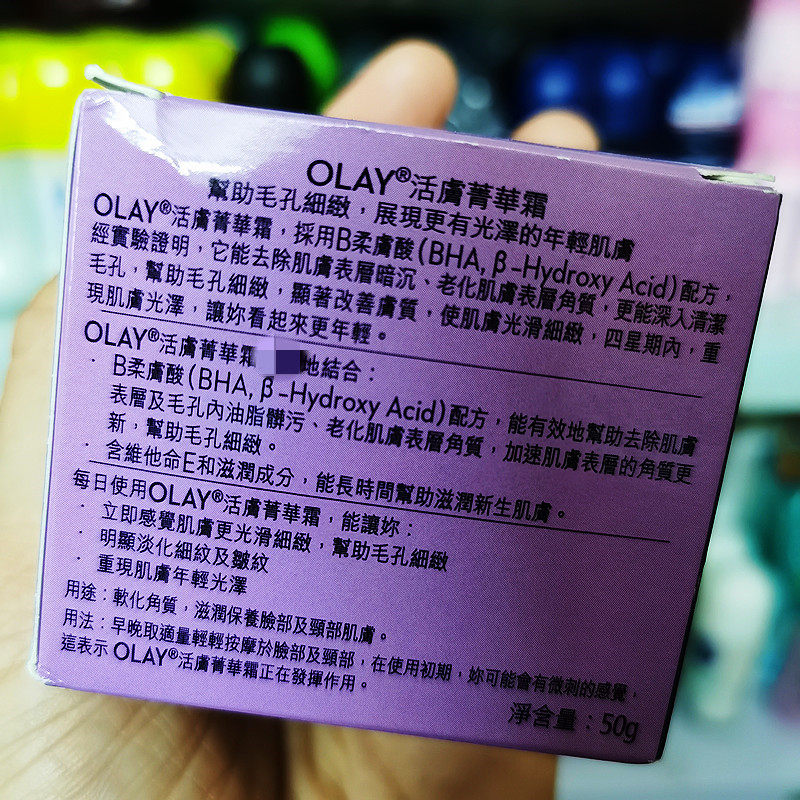 OLAY®活膚菁華霜
幫助毛孔細緻，展現更有光澤的年輕肌膚
OLAY®活膚菁華霜，採用B柔膚酸(BHA, β-Hydroxy Acid)配方，
經實驗證明，它能去除肌膚表層暗沉、老化肌膚表層角質，更能深入清潔
毛孔，幫助毛孔細緻，顯著改善膚質，使肌膚光滑細緻，四星期內，重
現肌膚光澤，讓妳看起來更年輕。
OLAY®活膚菁華霜 地結合：
· B柔膚酸(BHA, β-Hydroxy Acid)配方，能有效地幫助去除肌膚
表層及毛孔內油脂髒污、老化肌膚表層角質，加速肌膚表層的角質更
新，幫助毛孔細緻。
· 含維他命E和滋潤成分，能長時間幫助滋潤新生肌膚。
每日使用OLAY®活膚菁華霜，能讓妳：
· 立即感覺肌膚更光滑細緻，幫助毛孔細緻
· 明顯淡化細紋及皺紋
· 重現肌膚年輕光澤
用途：軟化角質，滋潤保養臉部及頸部肌膚。
用法：早晚取適量輕輕按摩於臉部及頸部，在使用初期，妳可能會有微刺的感覺，
這表示 OLAY®活膚菁華霜正在發揮作用。
淨含量：50g